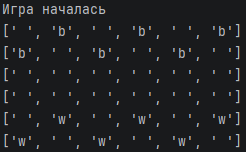 Игра началась
[' ', 'b', ' ', 'b', ' ', 'b']
['b', ' ', 'b', ' ', 'b', ' ']
[' ', ' ', ' ', ' ', ' ', ' ']
[' ', ' ', ' ', ' ', ' ', ' ']
[' ', 'w', ' ', 'w', ' ', 'w']
['w', ' ', 'w', ' ', 'w', ' ']